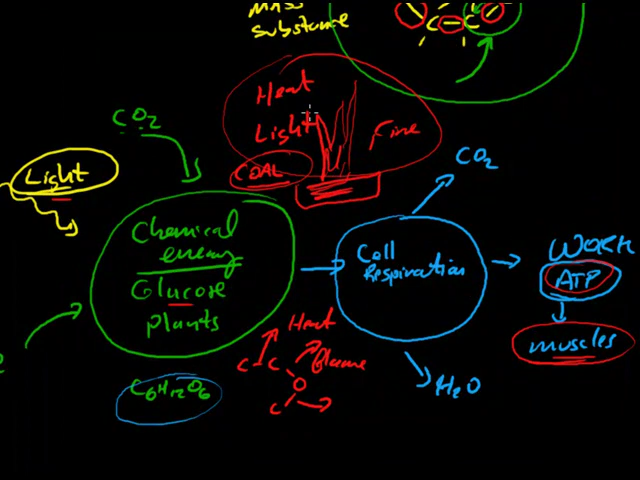 MASS
substance
C C
Heat
Light
Fire
COAL
CO2
Light
CO2
Chemical
energy
Glucose
plants
Cell
Respiration
WORK
ATP
muscles
Heat
C C
O
C
H2O
C6H12O6